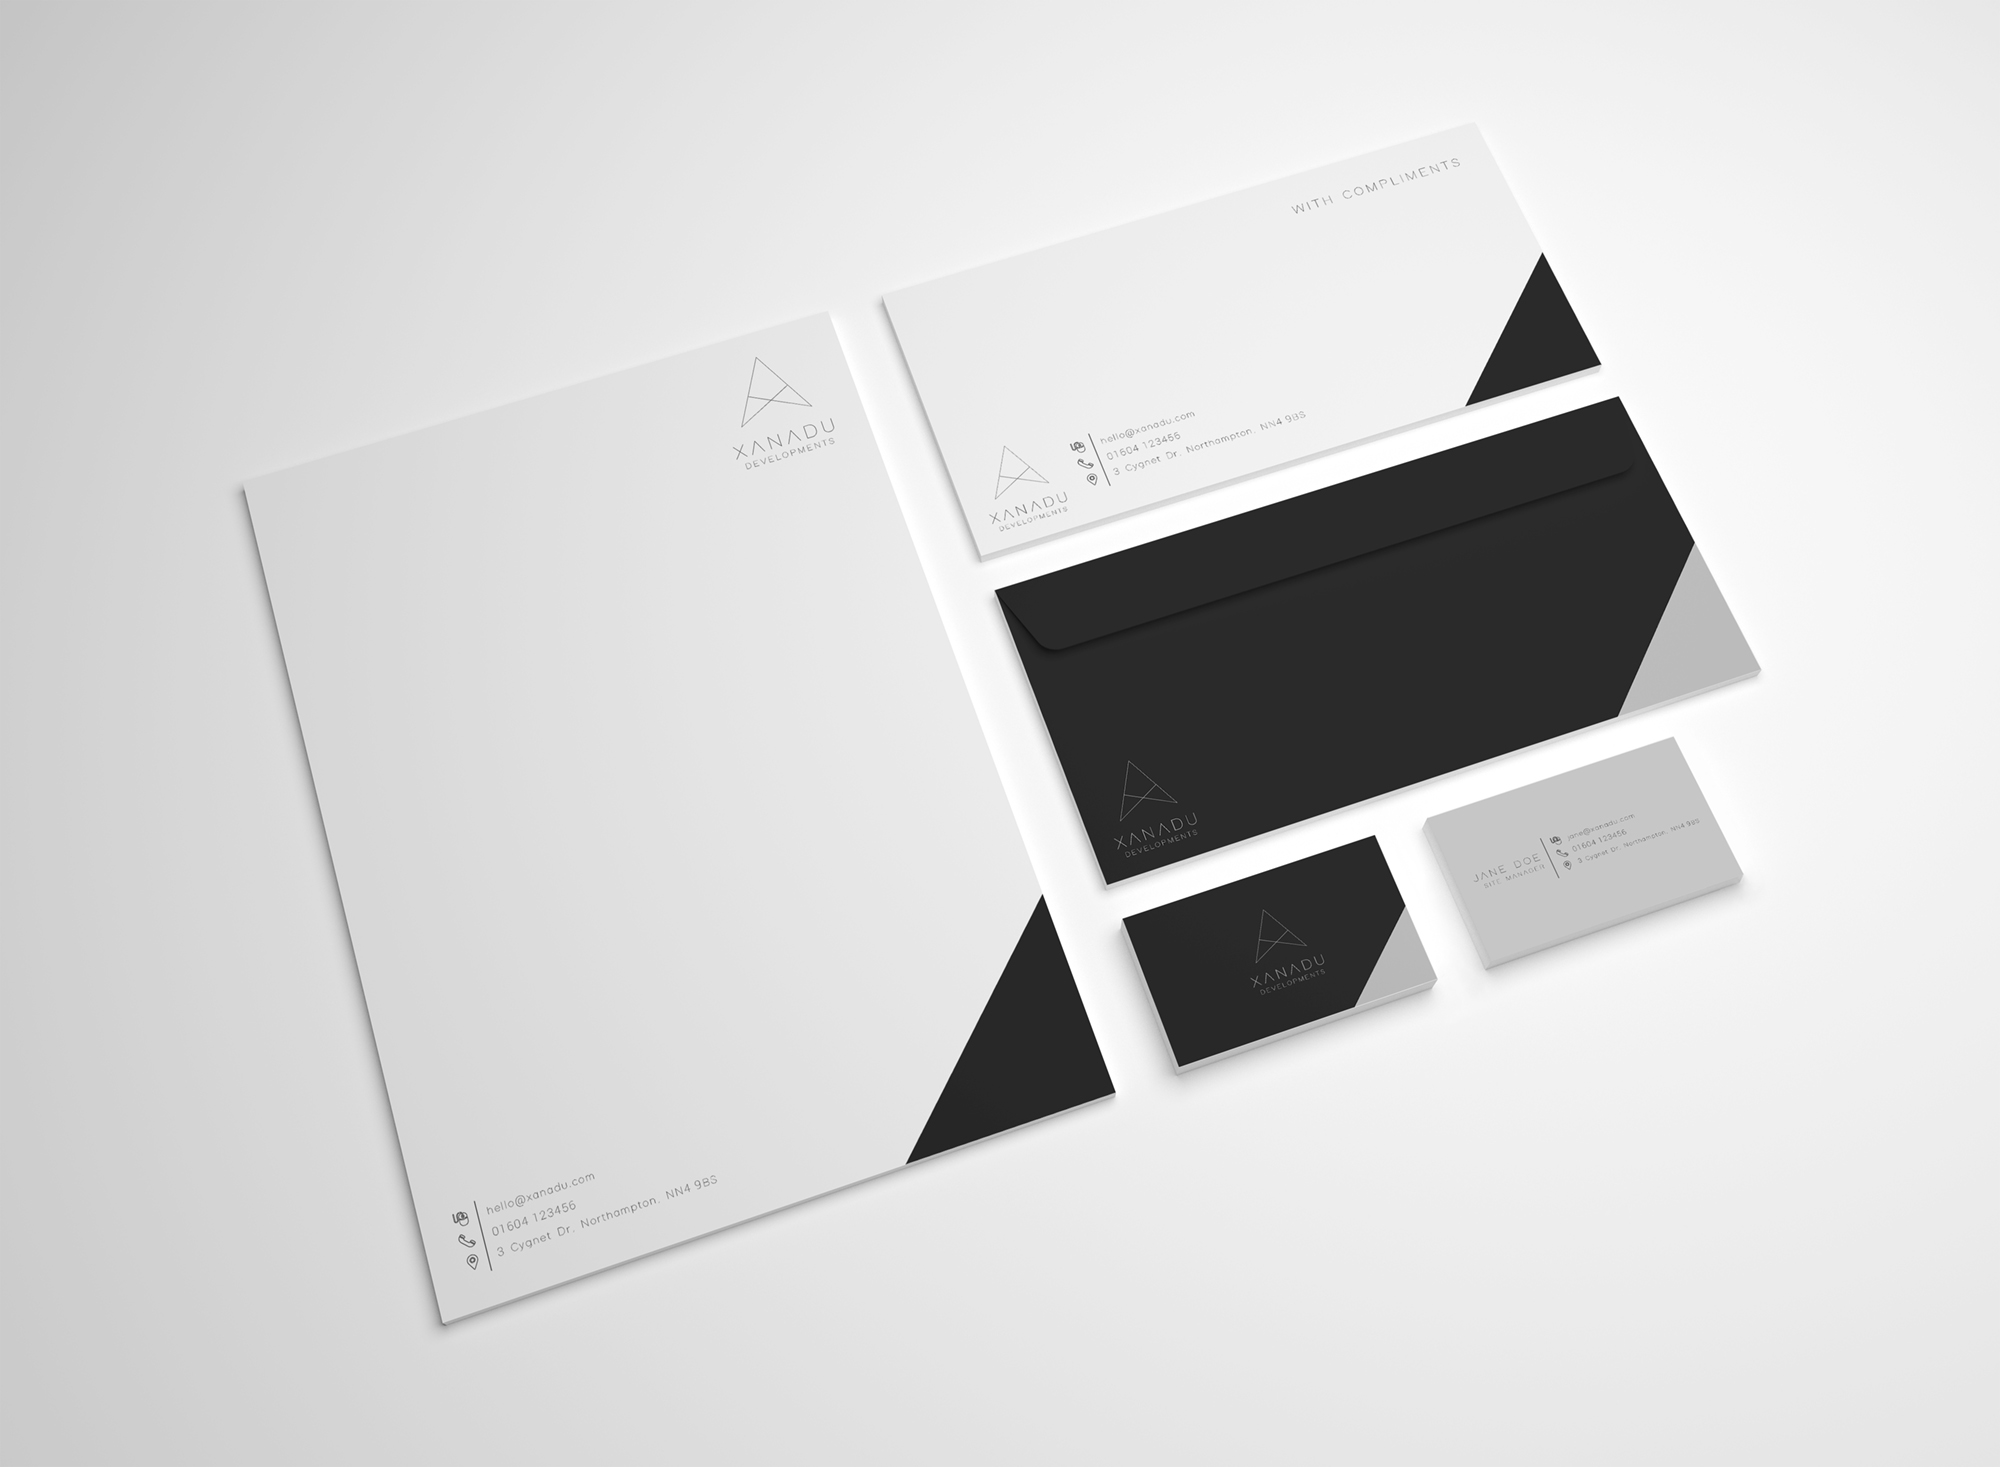 XANADU
DEVELOPMENTS
hello@xanadu.com
01604 123456
3 Cygnet Dr, Northampton, NN4 9BS
WITH COMPLIMENTS
XANADU
DEVELOPMENTS
hello@xanadu.com
01604 123456
3 Cygnet Dr, Northampton, NN4 9BS
XANADU
DEVELOPMENTS
XANADU
DEVELOPMENTS
JANE DOE
SITE MANAGER
jane@xanadu.com
01604 123456
3 Cygnet Dr, Northampton, NN4 9BS